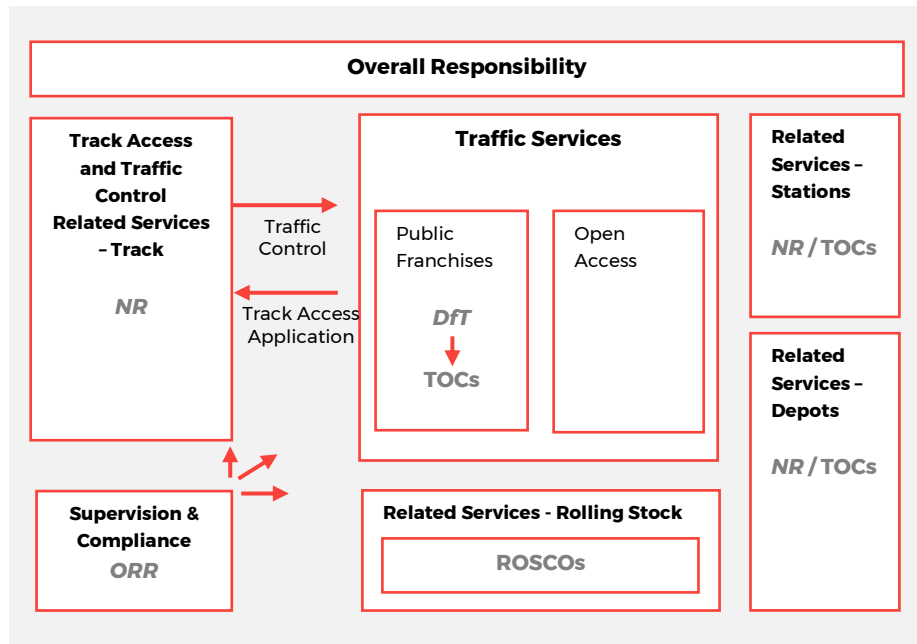 Overall Responsibility
Track Access
and Traffic
Control
Related Services
– Track
NR
Traffic
Control
Track Access
Application
Traffic Services
Public
Franchises
DfT
TOCs
Open
Access
Related
Services –
Stations
NR / TOCs
Related
Services –
Depots
NR / TOCs
Supervision &
Compliance
ORR
Related Services - Rolling Stock
ROSCOs